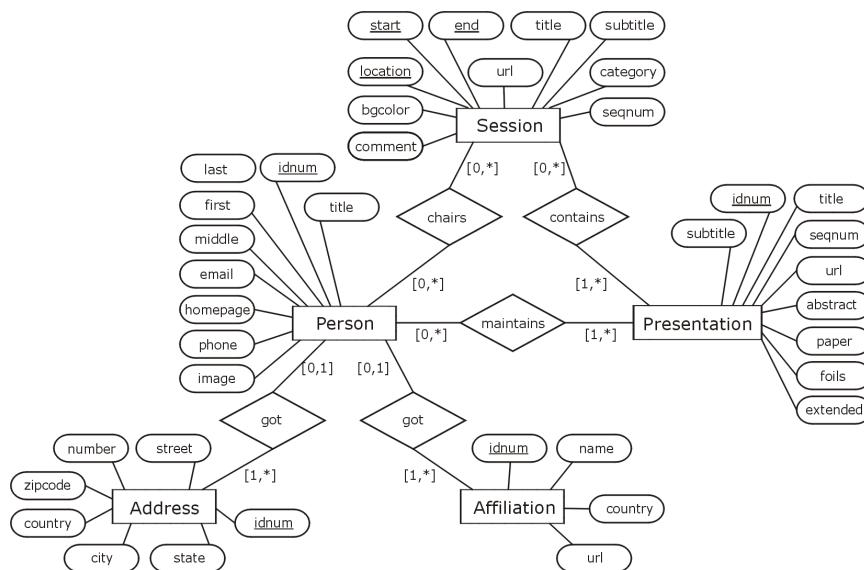 start
end
title
subtitle
location
url
category
bgcolor
seqnum
comment
Session
[0,*]
[0,*]
last
idnum
first
title
middle
email
homepage
phone
image
chairs
contains
[0,*]
[1,*]
idnum
title
subtitle
seqnum
url
abstract
paper
foils
extended
Person
[0,*]
maintains
[1,*]
Presentation
[0,1]
[0,1]
got
got
[1,*]
[1,*]
number
street
zipcode
country
Address
idnum
city
state
idnum
name
Affiliation
country
url